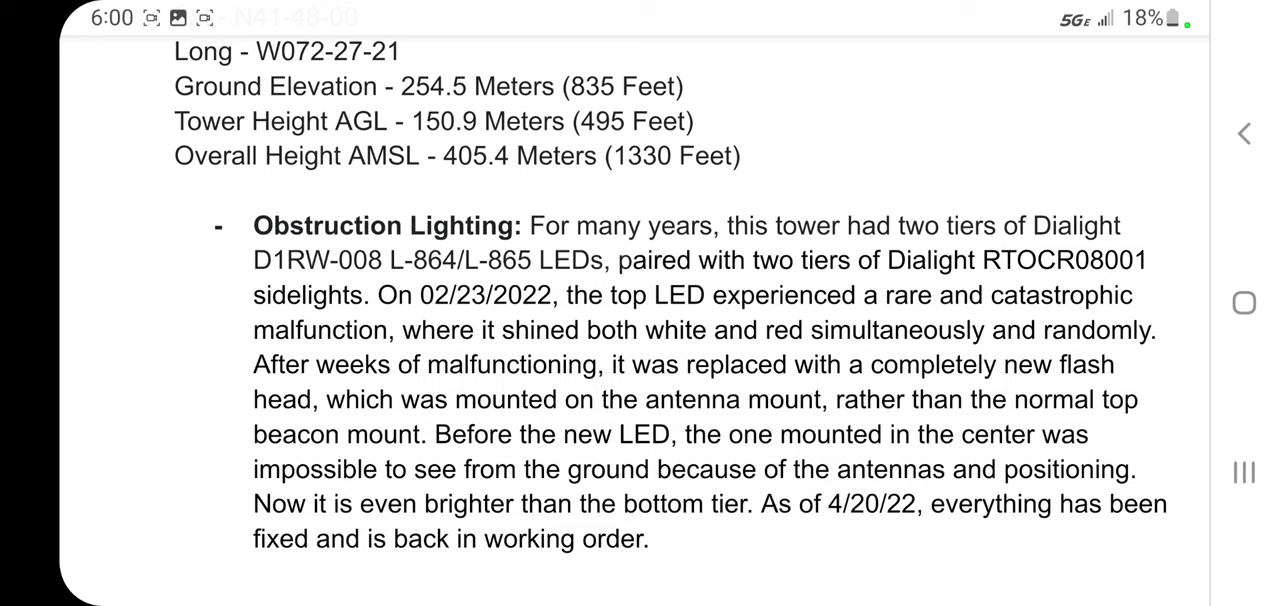 6:00
N41-48-00
5GE 18%
Long - W072-27-21
Ground Elevation - 254.5 Meters (835 Feet)
Tower Height AGL - 150.9 Meters (495 Feet)
Overall Height AMSL - 405.4 Meters (1330 Feet)
- Obstruction Lighting: For many years, this tower had two tiers of Dialight
D1RW-008 L-864/L-865 LEDs, paired with two tiers of Dialight RTOCR08001
sidelights. On 02/23/2022, the top LED experienced a rare and catastrophic
malfunction, where it shined both white and red simultaneously and randomly.
After weeks of malfunctioning, it was replaced with a completely new flash
head, which was mounted on the antenna mount, rather than the normal top
beacon mount. Before the new LED, the one mounted in the center was
impossible to see from the ground because of the antennas and positioning.
Now it is even brighter than the bottom tier. As of 4/20/22, everything has been
fixed and is back in working order.